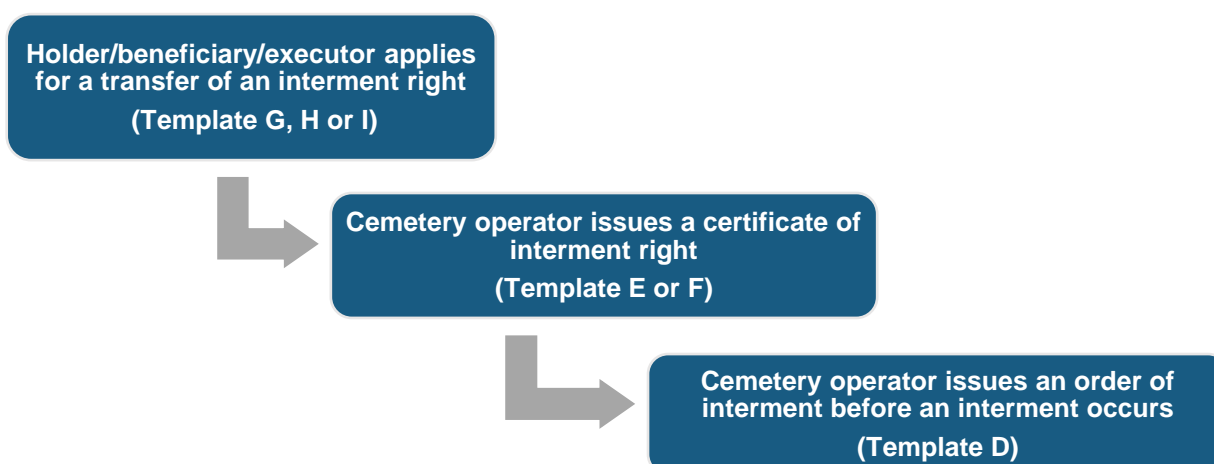 Holder/beneficiary/executor applies
for a transfer of an interment right
(Template G, H or I)
Cemetery operator issues a certificate of
interment right
(Template E or F)
Cemetery operator issues an order of
interment before an interment occurs
(Template D)